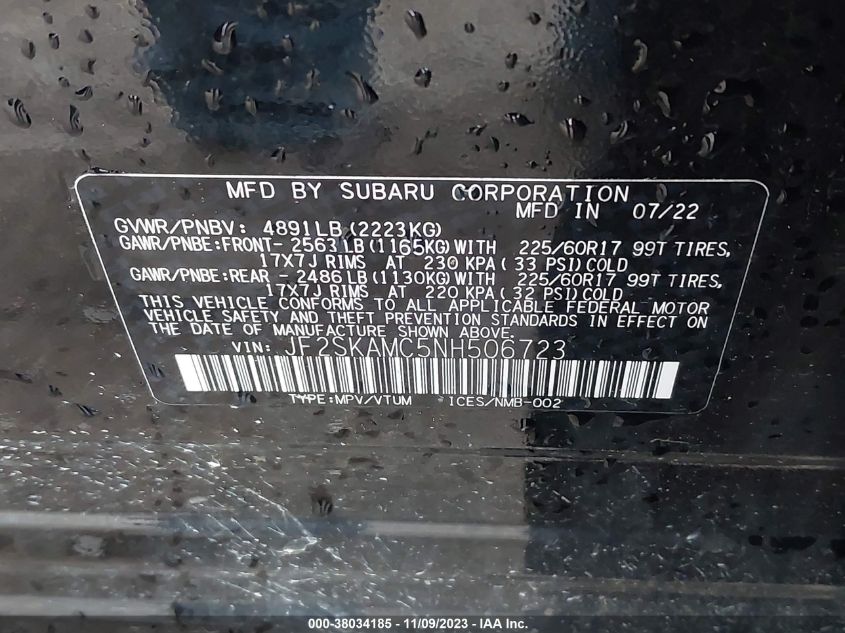 MFD BY SUBARU CORPORATION
MFD IN 07/22
GVWR/PNBV: 4891LB(2223KG)
GAWR/PNBE:FRONT-2563LB(1165KG)WITH 225/60R17 99T TIRES,
17X7J RIMS AT 230 KPA( 33 PSI)COLD
GAWR/PNBE:REAR -2486LB(1130KG)WITH 225/60R17 99T TIRES,
17X7J RIMS AT 220 KPA( 32 PSI)COLD
THIS VEHICLE CONFORMS TO ALL APPLICABLE FEDERAL MOTOR
VEHICLE SAFETY AND THEFT PREVENTION STANDARDS IN EFFECT ON
THE DATE OF MANUFACTURE SHOWN ABOVE.
VIN: JF2SKAMC5NH506723
TYPE:MPV/VTUM ICES/NMB-002
000-38034185 - 11/09/2023 - IAA Inc.